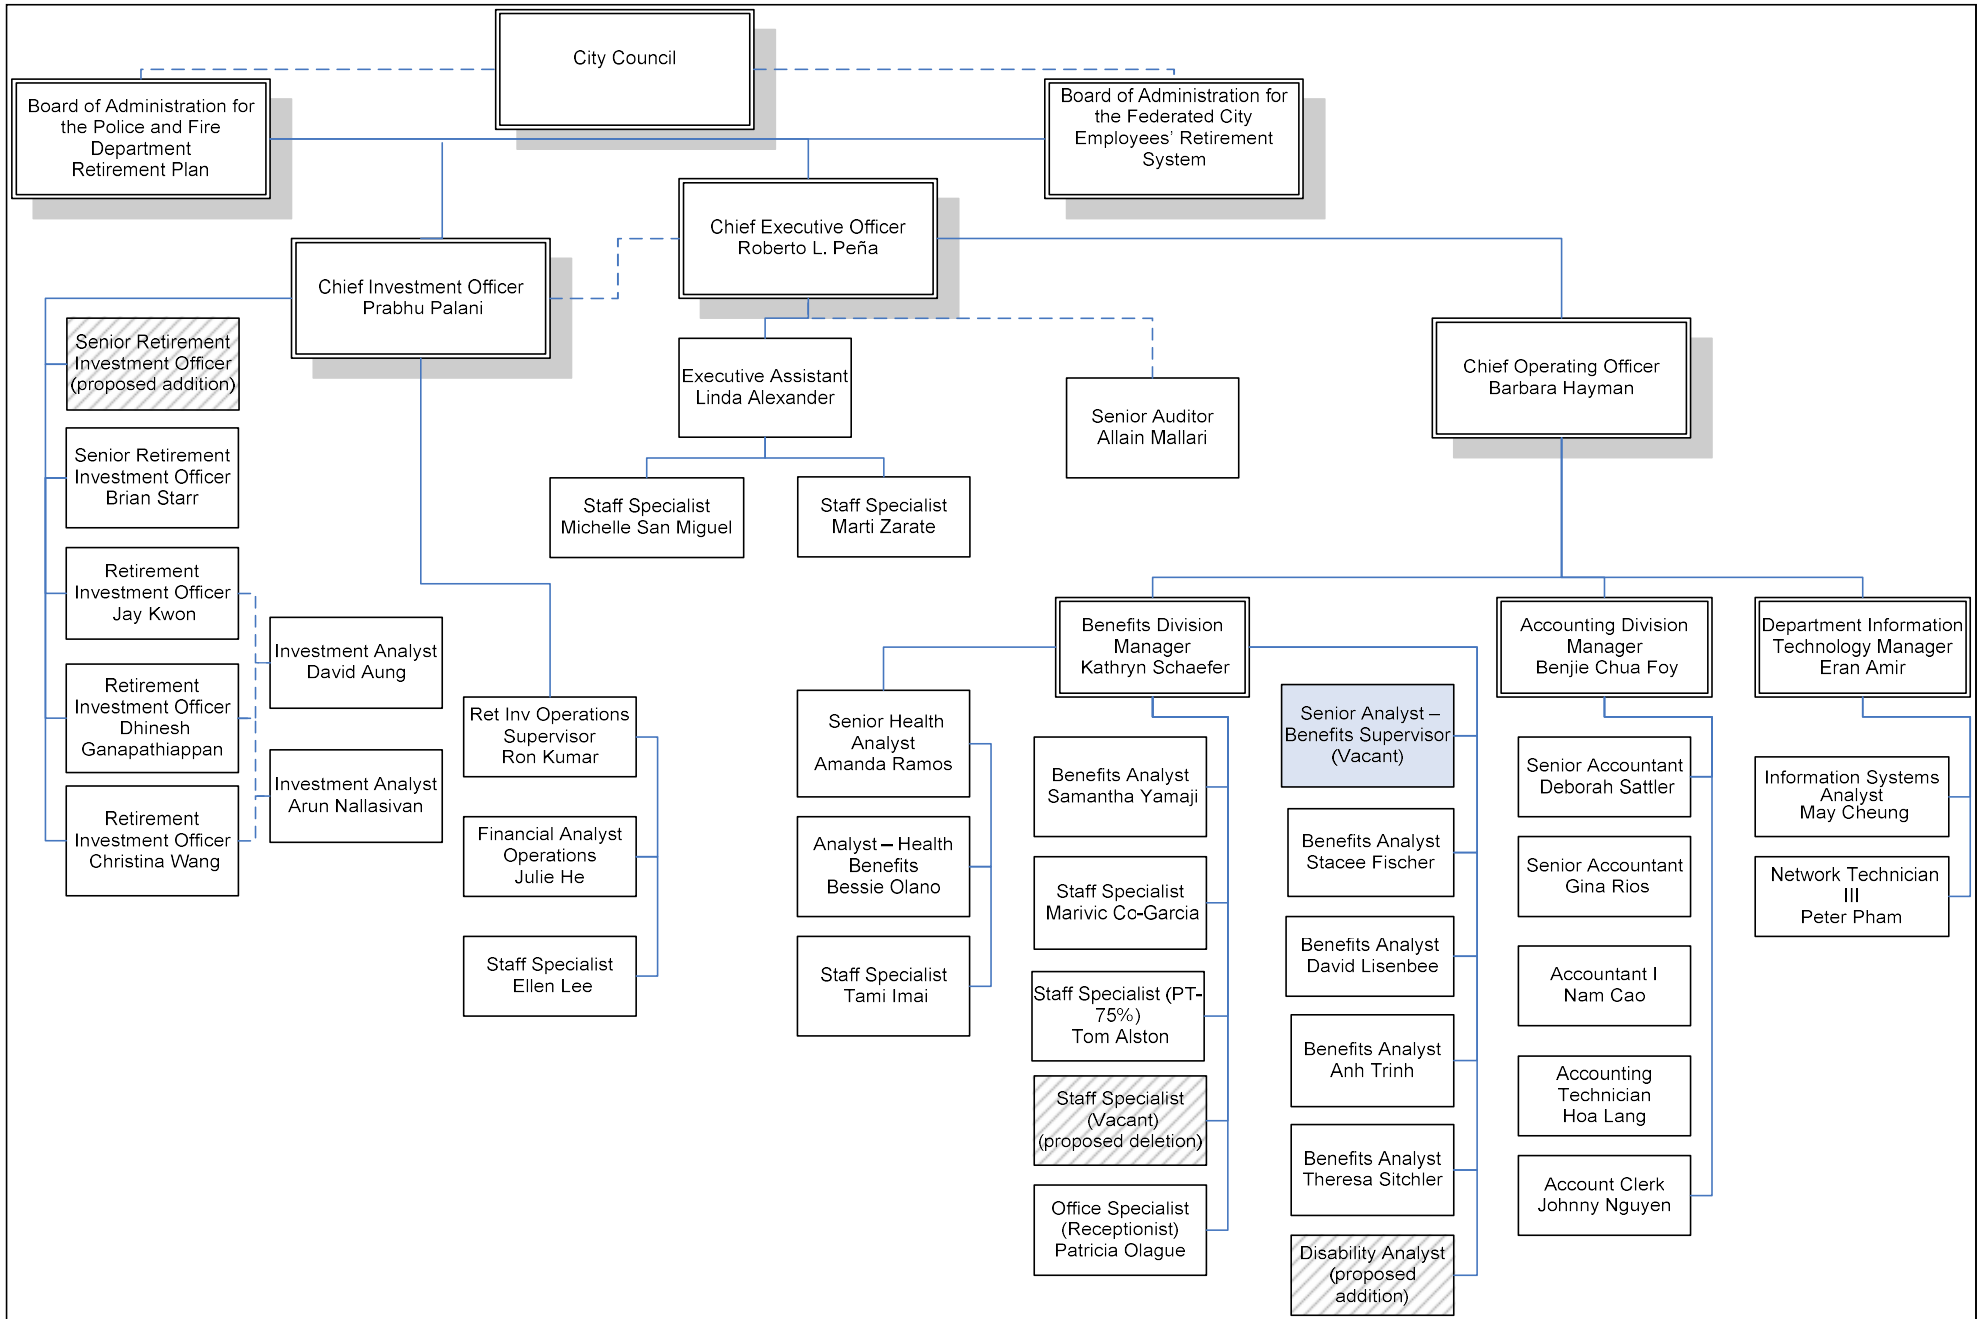 City Council
Board of Administration for
the Police and Fire
Department
Retirement Plan
Board of Administration for
the Federated City
Employees’ Retirement
System
Chief Executive Officer
Roberto L. Peña
Chief Investment Officer
Prabhu Palani
Chief Operating Officer
Barbara Hayman
Executive Assistant
Linda Alexander
Senior Auditor
Allain Mallari
Staff Specialist
Michelle San Miguel
Staff Specialist
Marti Zarate
Senior Retirement
Investment Officer
(proposed addition)
Senior Retirement
Investment Officer
Brian Starr
Retirement
Investment Officer
Jay Kwon
Retirement
Investment Officer
Dhinesh
Ganapathiappan
Retirement
Investment Officer
Christina Wang
Investment Analyst
David Aung
Investment Analyst
Arun Nallasivan
Ret Inv Operations
Supervisor
Ron Kumar
Financial Analyst
Operations
Julie He
Staff Specialist
Ellen Lee
Benefits Division
Manager
Kathryn Schaefer
Accounting Division
Manager
Benjie Chua Foy
Department Information
Technology Manager
Eran Amir
Senior Health
Analyst
Amanda Ramos
Analyst – Health
Benefits
Bessie Olano
Staff Specialist
Tami Imai
Benefits Analyst
Samantha Yamaji
Staff Specialist
Marivic Co-Garcia
Staff Specialist (PT-
75%)
Tom Alston
Staff Specialist
(Vacant)
(proposed deletion)
Office Specialist
(Receptionist)
Patricia Olague
Senior Analyst –
Benefits Supervisor
(Vacant)
Benefits Analyst
Stacee Fischer
Benefits Analyst
David Lisenbee
Benefits Analyst
Anh Trinh
Benefits Analyst
Theresa Sitchler
Disability Analyst
(proposed
addition)
Senior Accountant
Deborah Sattler
Senior Accountant
Gina Rios
Accountant I
Nam Cao
Accounting
Technician
Hoa Lang
Account Clerk
Johnny Nguyen
Information Systems
Analyst
May Cheung
Network Technician
III
Peter Pham